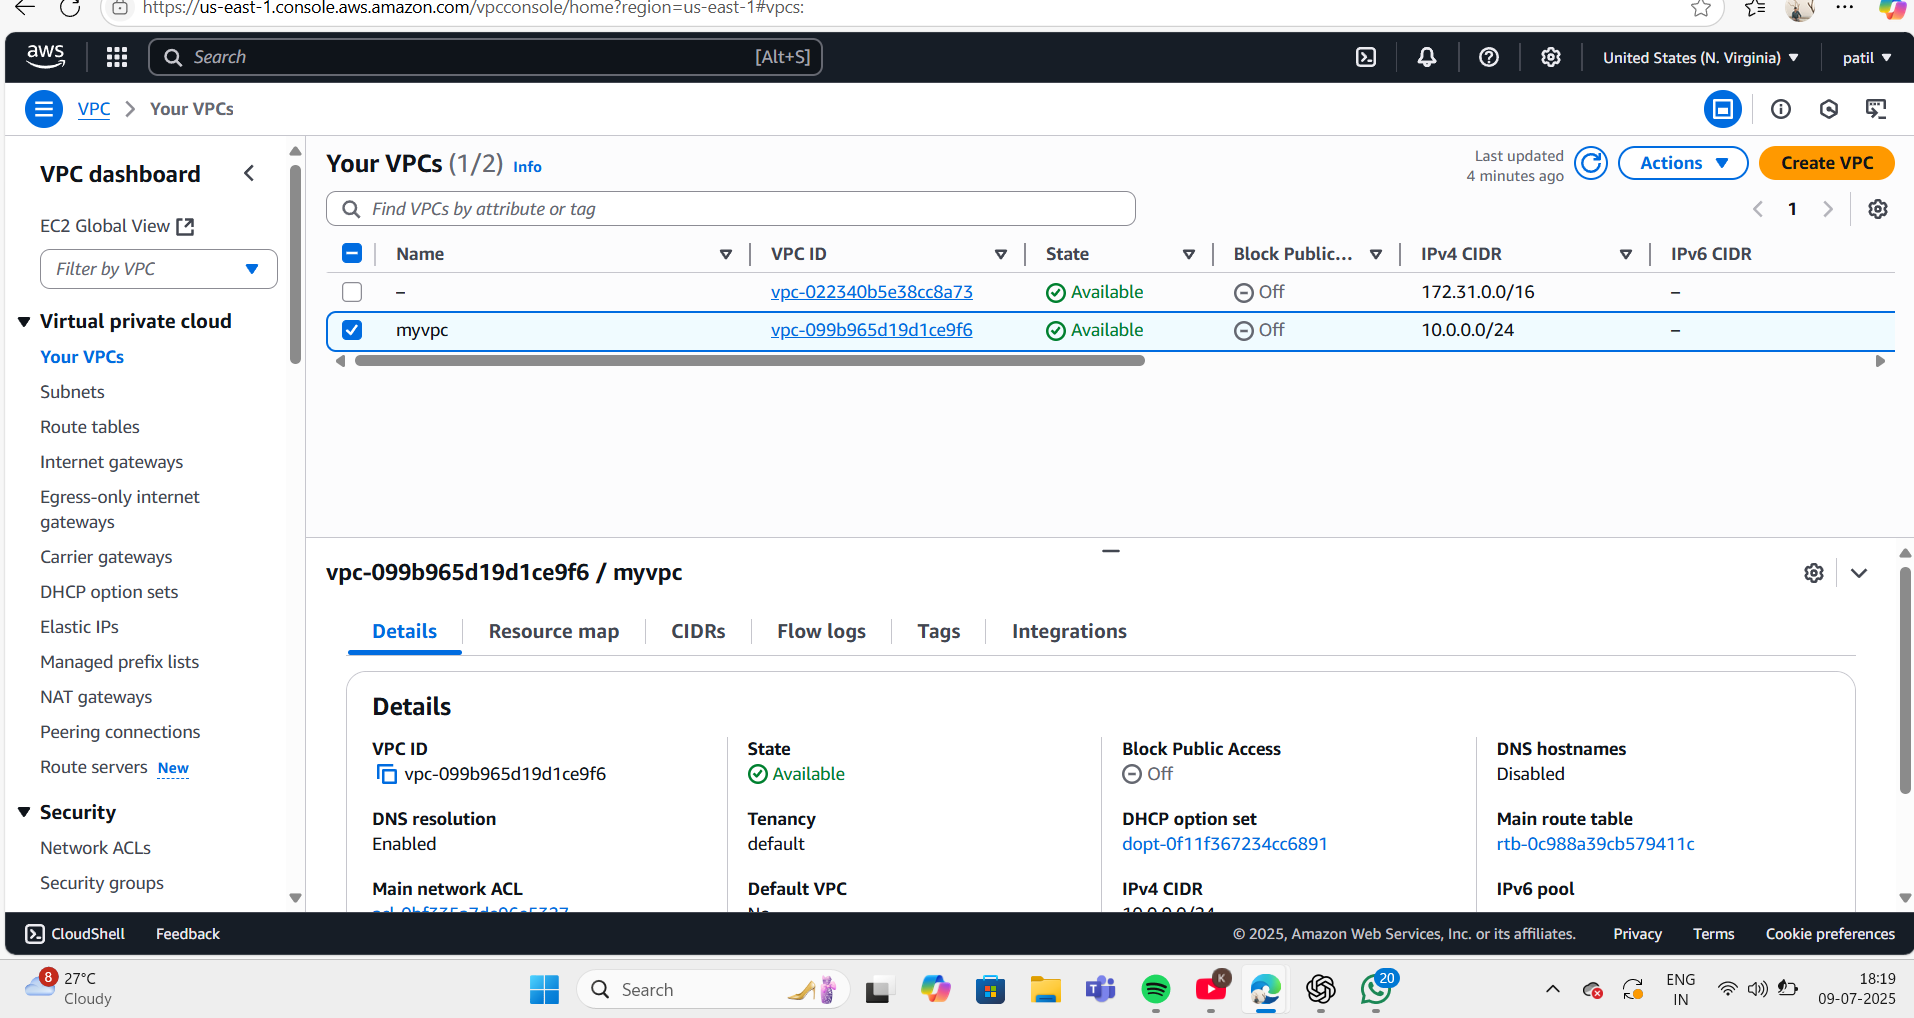 https://us-east-1.console.aws.amazon.com/vpcconsole/home?region=us-east-1#vpcs:
aws
Search
[Alt+S]
United States (N. Virginia)
patil
VPC
Your VPCs
VPC dashboard
EC2 Global View
Filter by VPC
Virtual private cloud
Your VPCs
Subnets
Route tables
Internet gateways
Egress-only internet
gateways
Carrier gateways
DHCP option sets
Elastic IPs
Managed prefix lists
NAT gateways
Peering connections
Route servers New
Security
Network ACLs
Security groups
Your VPCs (1/2) Info
Last updated
4 minutes ago
Actions
Create VPC
Find VPCs by attribute or tag
1
Name VPC ID State Block Public... IPv4 CIDR IPv6 CIDR
– vpc-022340b5e38cc8a73 Available Off 172.31.0.0/16 –
myvpc vpc-099b965d19d1ce9f6 Available Off 10.0.0.0/24 –
vpc-099b965d19d1ce9f6 / myvpc
Details Resource map CIDRs Flow logs Tags Integrations
Details
VPC ID
vpc-099b965d19d1ce9f6
State
Available
Block Public Access
Off
DNS hostnames
Disabled
DNS resolution
Enabled
Tenancy
default
DHCP option set
dopt-0f11f367234cc6891
Main route table
rtb-0c988a39cb579411c
Main network ACL
Default VPC
No
IPv4 CIDR
10.0.0.0/24
IPv6 pool
CloudShell
Feedback
© 2025, Amazon Web Services, Inc. or its affiliates.
Privacy
Terms
Cookie preferences
8
27°C
Cloudy
Search
K
20
ENG
IN
18:19
09-07-2025